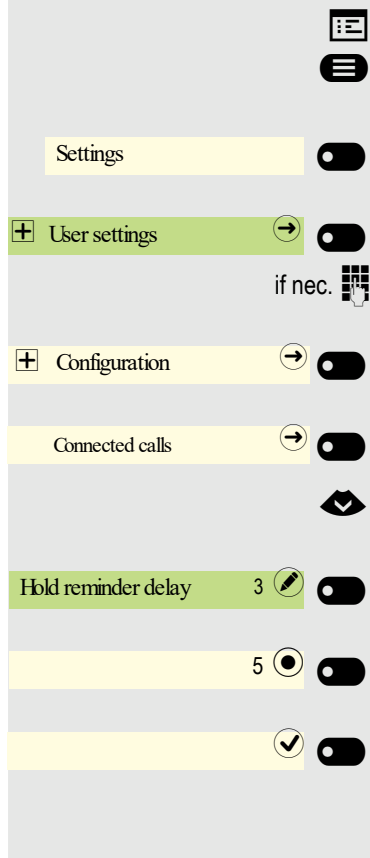 Settings
User settings
if nec.
Configuration
Connected calls
Hold reminder delay 3
5